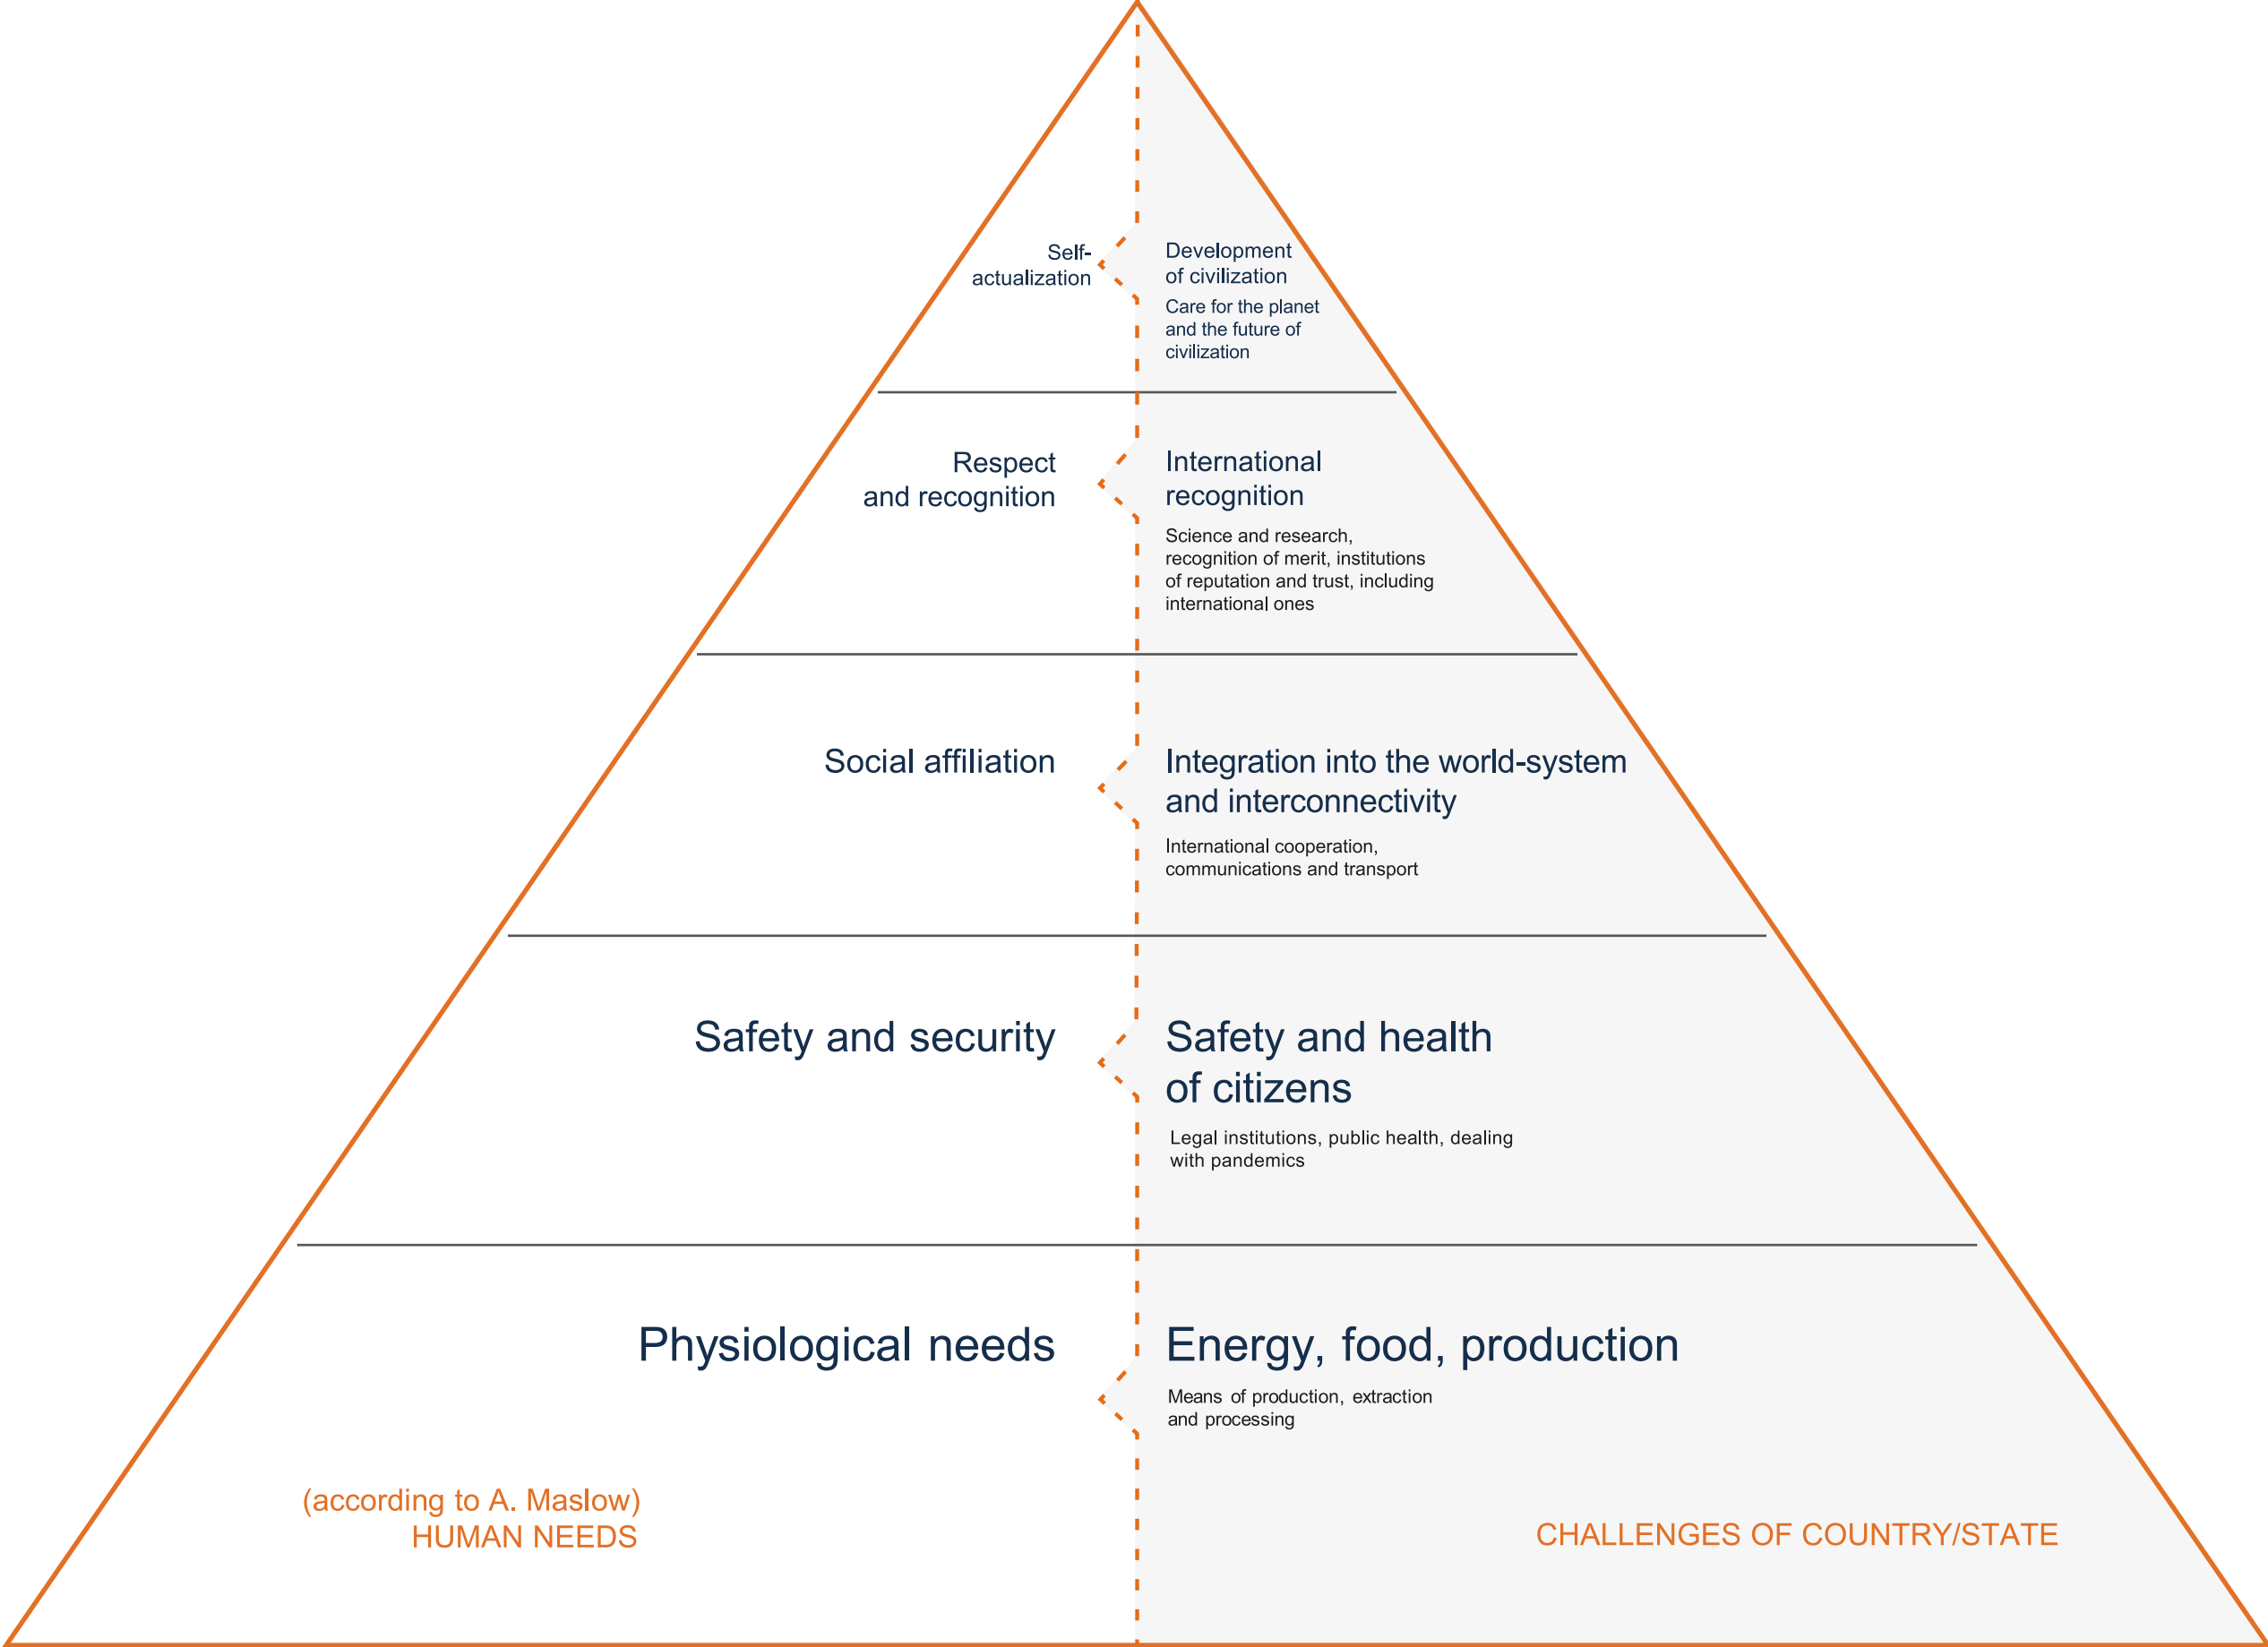 Self-
actualization
Development
of civilization
Care for the planet
and the future of
civilization
Respect
and recognition
International
recognition
Science and research,
recognition of merit, institutions
of reputation and trust, including
international ones
Social affiliation
Integration into the world-system
and interconnectivity
International cooperation,
communications and transport
Safety and security
Safety and health
of citizens
Legal institutions, public health, dealing
with pandemics
Physiological needs
Energy, food, production
Means of production, extraction
and processing
(according to A. Maslow)
HUMAN NEEDS
CHALLENGES OF COUNTRY/STATE